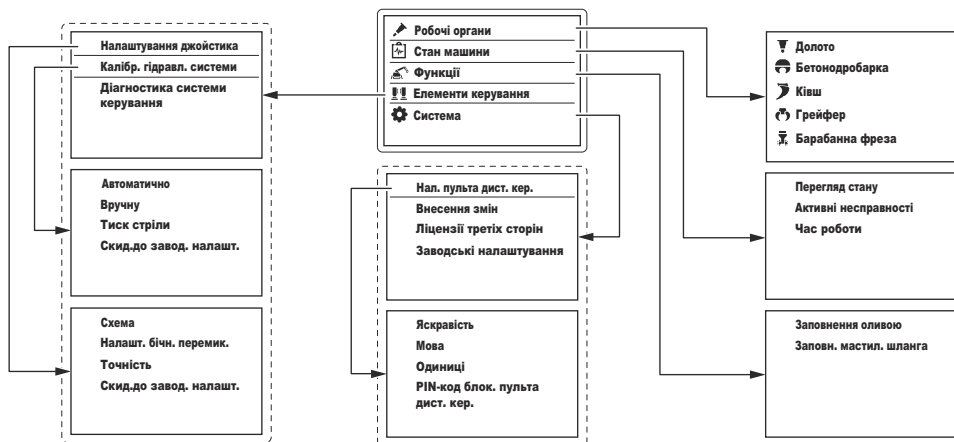 Налаштування джойстика
Калібр. гідравл. системи
Діагностика системи
керування
Автоматично
Вручну
Тиск стріли
Скид.до завод. налашт.
Схема
Налашт. бічн. перемик.
Точність
Скид.до завод. налашт.
Робочі органи
Стан машини
Функції
Елементи керування
Система
Нал. пульта дист. кер.
Внесення змін
Ліцензії третіх сторін
Заводські налаштування
Яскравість
Мова
Одиниці
PIN-код блок. пульта
дист. кер.
Долото
Бетонодробарка
Ківш
Грейфер
Барабанна фреза
Перегляд стану
Активні несправності
Час роботи
Заповнення оливою
Заповн. мастил. шланга